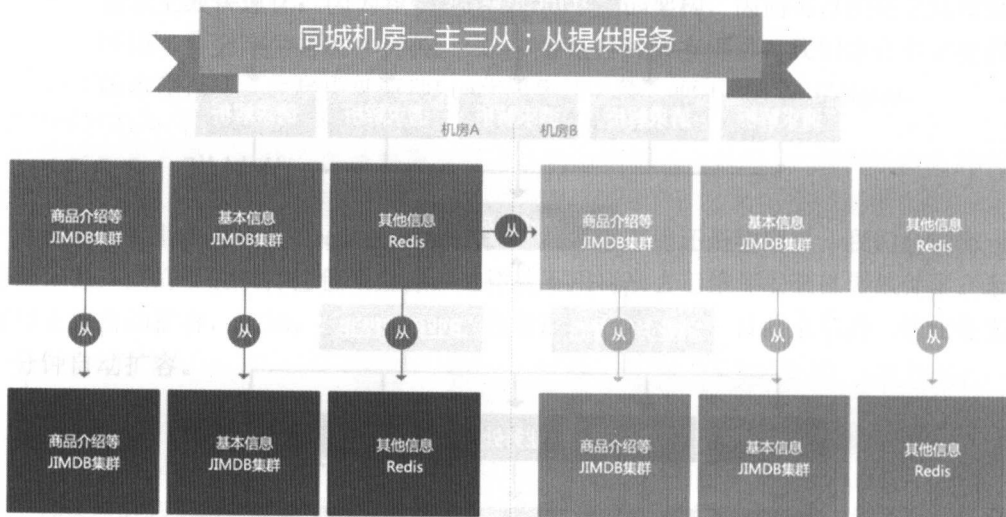 同城机房一主三从；从提供服务
机房A 机房B
商品介绍等
JIMDB集群
基本信息
JIMDB集群
其他信息
Redis
从
商品介绍等
JIMDB集群
基本信息
JIMDB集群
其他信息
Redis
从
从
从
从
从
从
商品介绍等
JIMDB集群
基本信息
JIMDB集群
其他信息
Redis
商品介绍等
JIMDB集群
基本信息
JIMDB集群
其他信息
Redis